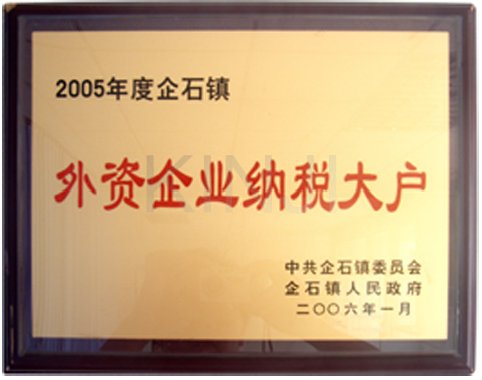 2005年度企石镇
外资企业纳税大户
中共企石镇委员会
企石镇人民政府
二〇〇六年一月